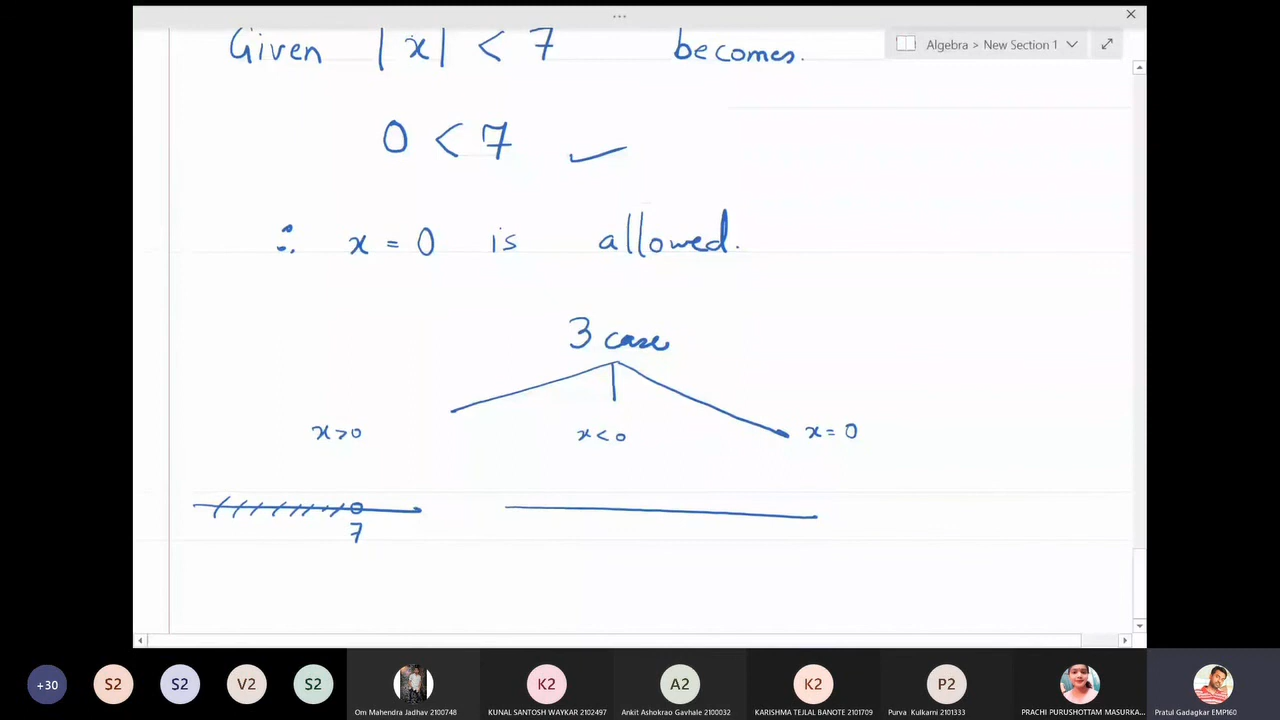 Given |x| < 7 becomes.
Algebra > New Section 1
0 < 7
∴ x = 0 is allowed.
3 cases
x>0 x<0 x=0
7
+30 S2 S2 V2 S2 K2 A2 K2 P2
Om Mahendra Jadhav 2100748 KUNAL SANTOSH WAYKAR 2102497 Ankit Ashokrao Gavhale 2100032 KARISHMA TEJLAL BANOTE 2101709 Purva Kulkarni 2101333 PRACHI PURUSHOTTAM MASURKA... Pratul Gadagkar EMP160